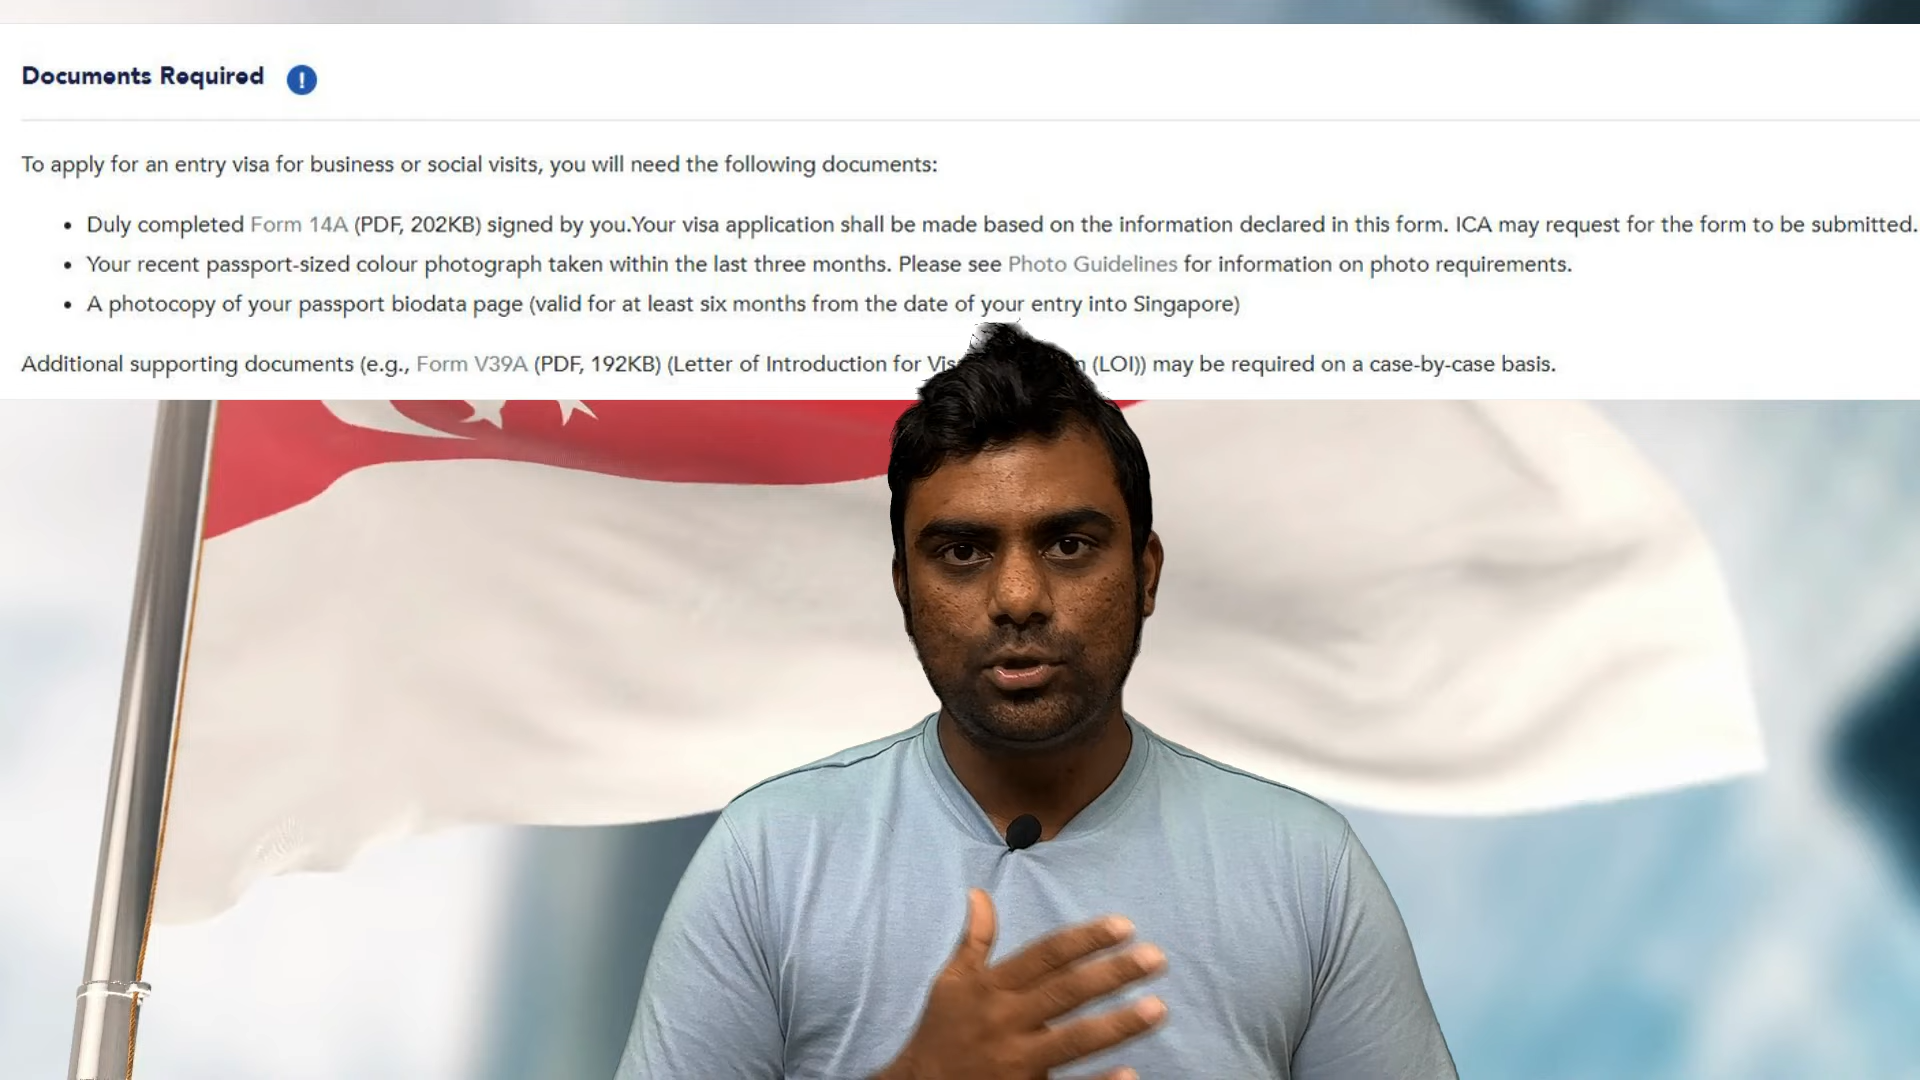 Documents Required !
To apply for an entry visa for business or social visits, you will need the following documents:
• Duly completed Form 14A (PDF, 202KB) signed by you.Your visa application shall be made based on the information declared in this form. ICA may request for the form to be submitted.
• Your recent passport-sized colour photograph taken within the last three months. Please see Photo Guidelines for information on photo requirements.
• A photocopy of your passport biodata page (valid for at least six months from the date of your entry into Singapore)
Additional supporting documents (e.g., Form V39A (PDF, 192KB) (Letter of Introduction for (LOI)) may be required on a case-by-case basis.